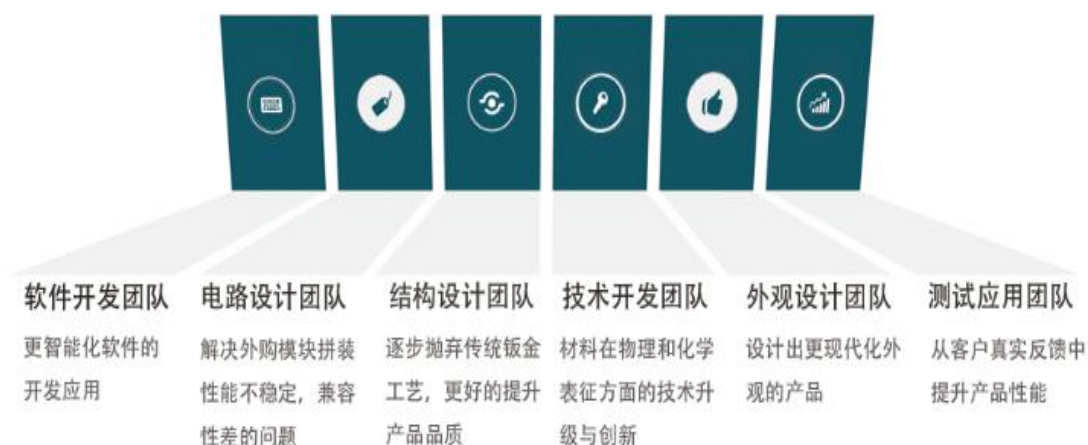 软件开发团队
更智能化软件的
开发应用
电路设计团队
解决外购模块拼装
性能不稳定，兼容
性差的问题
结构设计团队
逐步抛弃传统钣金
工艺，更好的提升
产品品质
技术开发团队
材料在物理和化学
表征方面的技术升
级与创新
外观设计团队
设计出更现代化外
观的产品
测试应用团队
从客户真实反馈中
提升产品性能